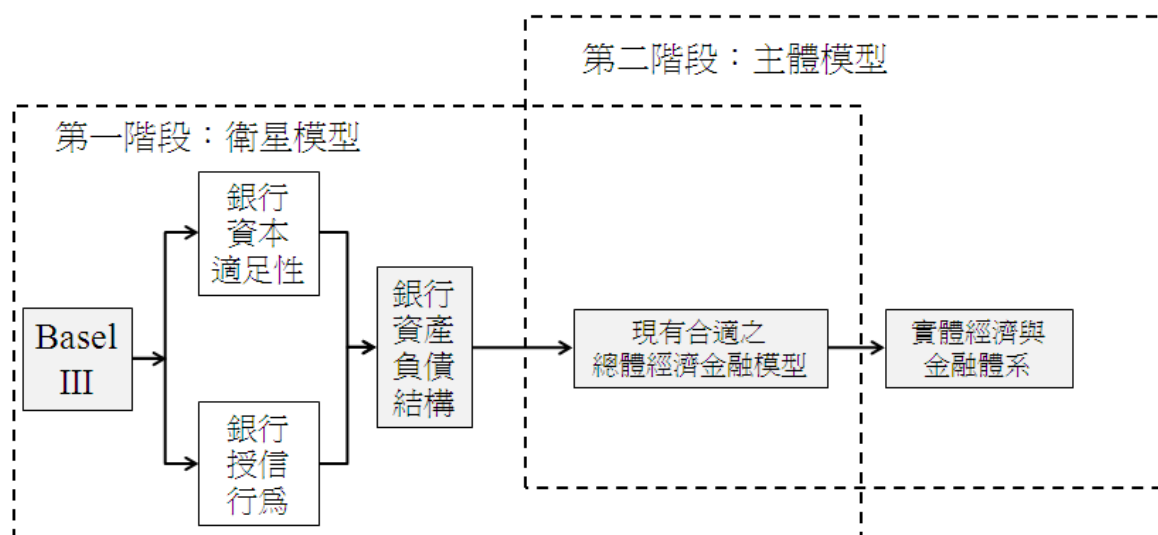 第二階段：主體模型
第一階段：衛星模型
Basel
III
銀行
資本
適足性
銀行
授信
行為
銀行
資產
負債
結構
現有合適之
總體經濟金融模型
實體經濟與
金融體系